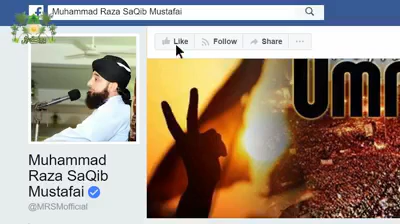 Muhammad Raza SaQib Mustafai
Like
Follow
Share
Muhammad
Raza SaQib
Mustafai
@MRSMofficial
Umm